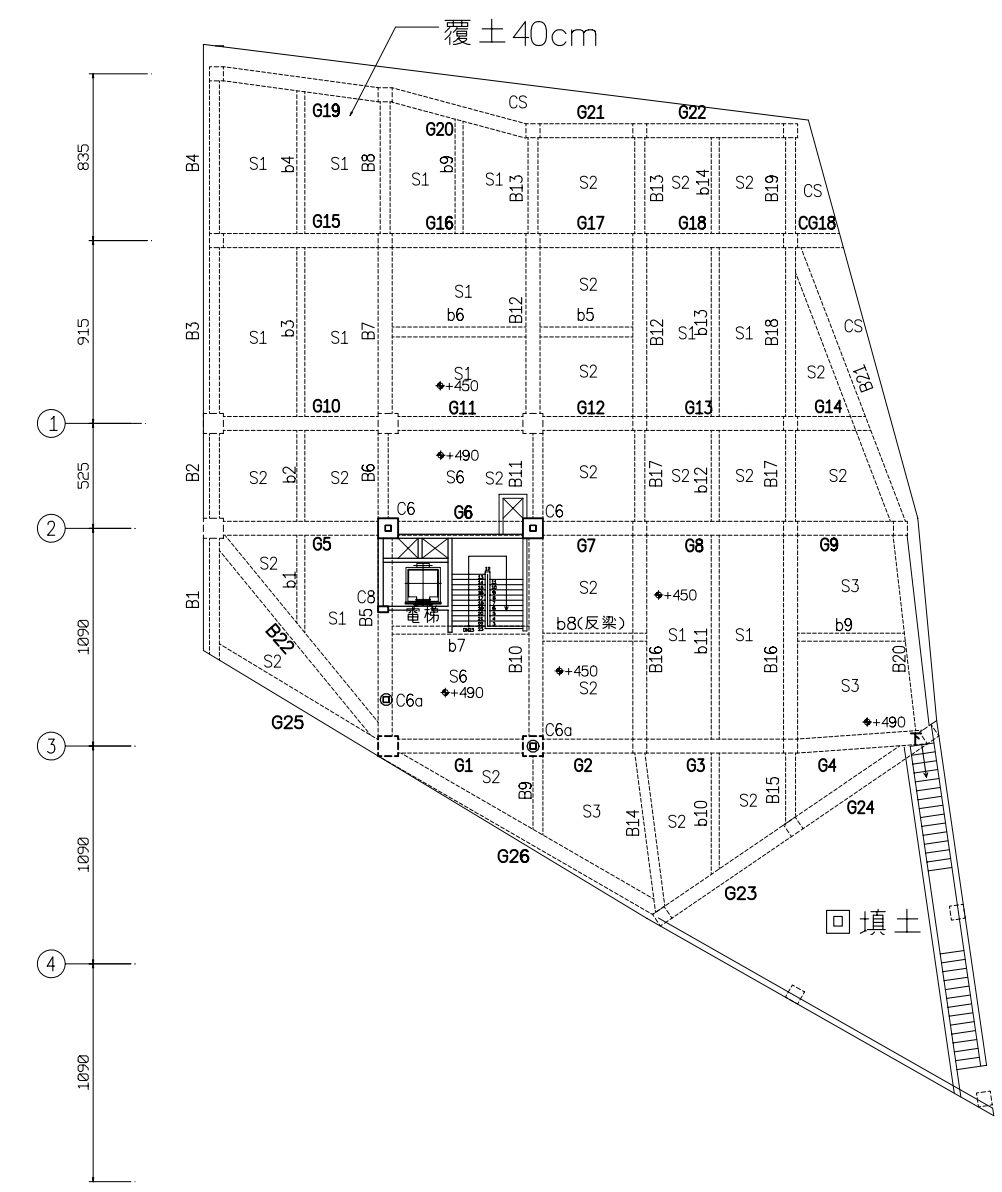 覆土40cm
CS G21 G22
G19
G20
835
B4 S1 b4 S1 B8 S1 b9 S1 B13 S2 B13 S2 b14 S2 B19 CS
G15 G16 G17 G18 CG18
S1 S2
b6 B12 b5
915
B3 S1 b3 S1 B7 B12 S1 b13 S1 B18 CS
S1 S2 S2 B21
+450
G10 G11 G12 G13 G14
1
+490
525
B2 S2 b2 S2 B6 S6 S2 B11 S2 B17 S2 b12 S2 B17 S2
C6 G6 C6
2
G5 G7 G8 G9
S2 b1 S2 S3
B1 C8 +450
S1 B5 電梯 b8(反梁) b9
1090
B22 b7 S1 b11 S1
S2 S6 B10 +450 B16 B16 B20
+490 S2 S3
C6a
G25 +490
C6a 下
3
G1 G2 G3 G4
S2 B9 B15
S3 B14 S2 b10 S2 G24
1090
G26
G23
填土
4
1090